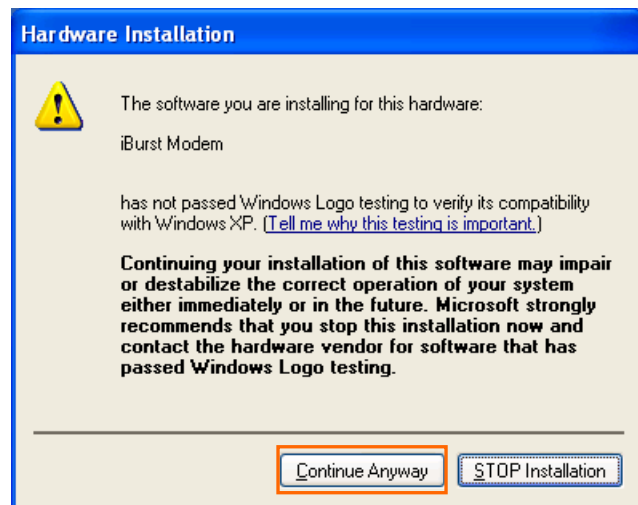 Hardware Installation
The software you are installing for this hardware:
iBurst Modem
has not passed Windows Logo testing to verify its compatibility
with Windows XP. (Tell me why this testing is important.)
Continuing your installation of this software may impair
or destabilize the correct operation of your system
either immediately or in the future. Microsoft strongly
recommends that you stop this installation now and
contact the hardware vendor for software that has
passed Windows Logo testing.
Continue Anyway STOP Installation